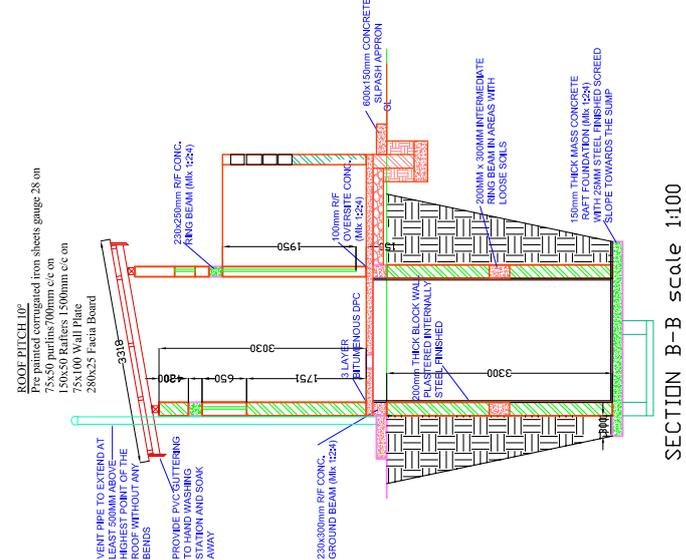 ROOF PITCH 10°
Pre painted corrugated iron sheets gauge 28 on
75x50 purlins700mm c/c on
150x50 Rafters 1500mm c/c on
75x100 Wall Plate
280x25 Facia Board
VENT PIPE TO EXTEND AT
LEAST 500MM ABOVE
HIGHEST POINT OF THE
ROOF WITHOUT ANY
BENDS
PROVIDE PVC GUTTERING
TO HAND WASHING
STATION AND SOAK
AWAY
3318
230x250mm R/F CONC.
RING BEAM (MIx 1:2:4)
1950
3030
650
1751
100mm R/F
OVERSITE CONC.
(MIx 1:2:4)
3 LAYER
BITUMENOUS DPC
230x300mm R/F CONC.
GROUND BEAM (MIx 1:2:4)
600x150mm CONCRETE
SLPASH APPRON
GL
200mm THICK BLOCK WAL
PLASTERED INTERNALLY
STEEL FINISHED
3300
200MM x 300MM INTERMEDIATE
RING BEAM IN AREAS WITH
LOOSE SOILS
150mm THICK MASS CONCRETE
RAFT FOUNDATION (MIx 1:2:4)
WITH 25MM STEEL FINISHED SCREED
SLOPE TOWARDS THE SUMP
SECTION B-B scale 1:100